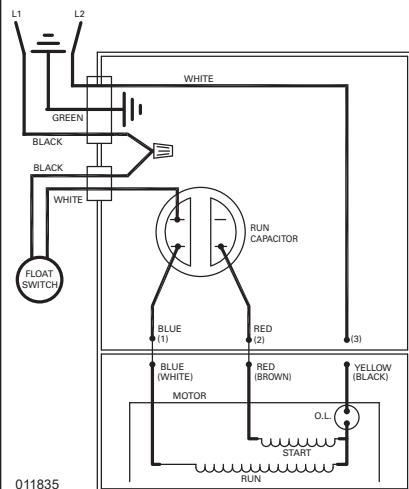 L1
L2
WHITE
GREEN
BLACK
BLACK
WHITE
RUN
CAPACITOR
FLOAT
SWITCH
BLUE
(1)
RED
(2)
(3)
BLUE
(WHITE)
RED
(BROWN)
YELLOW
(BLACK)
MOTOR
O.L.
START
RUN
011835